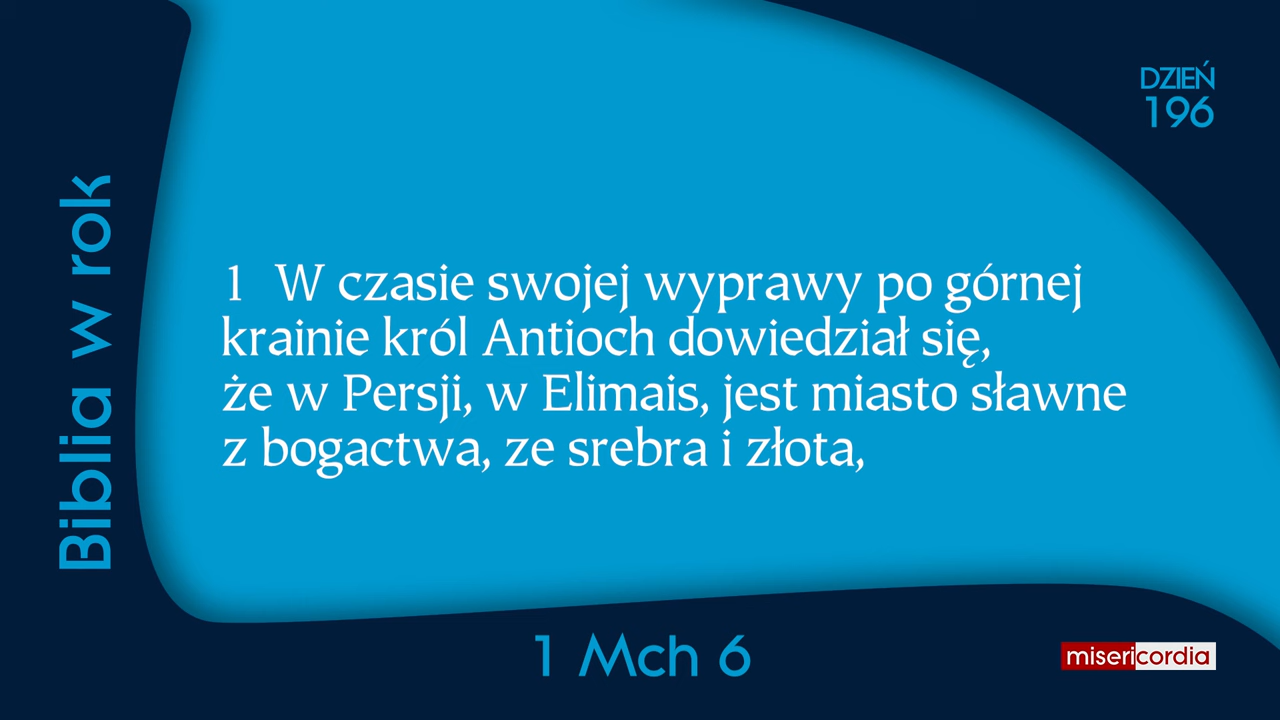 DZIEŃ
196
Biblia w rok
1 W czasie swojej wyprawy po górnej
krainie król Antioch dowiedział się,
że w Persji, w Elimais, jest miasto sławne
z bogactwa, ze srebra i złota,
1 Mch 6
misericordia